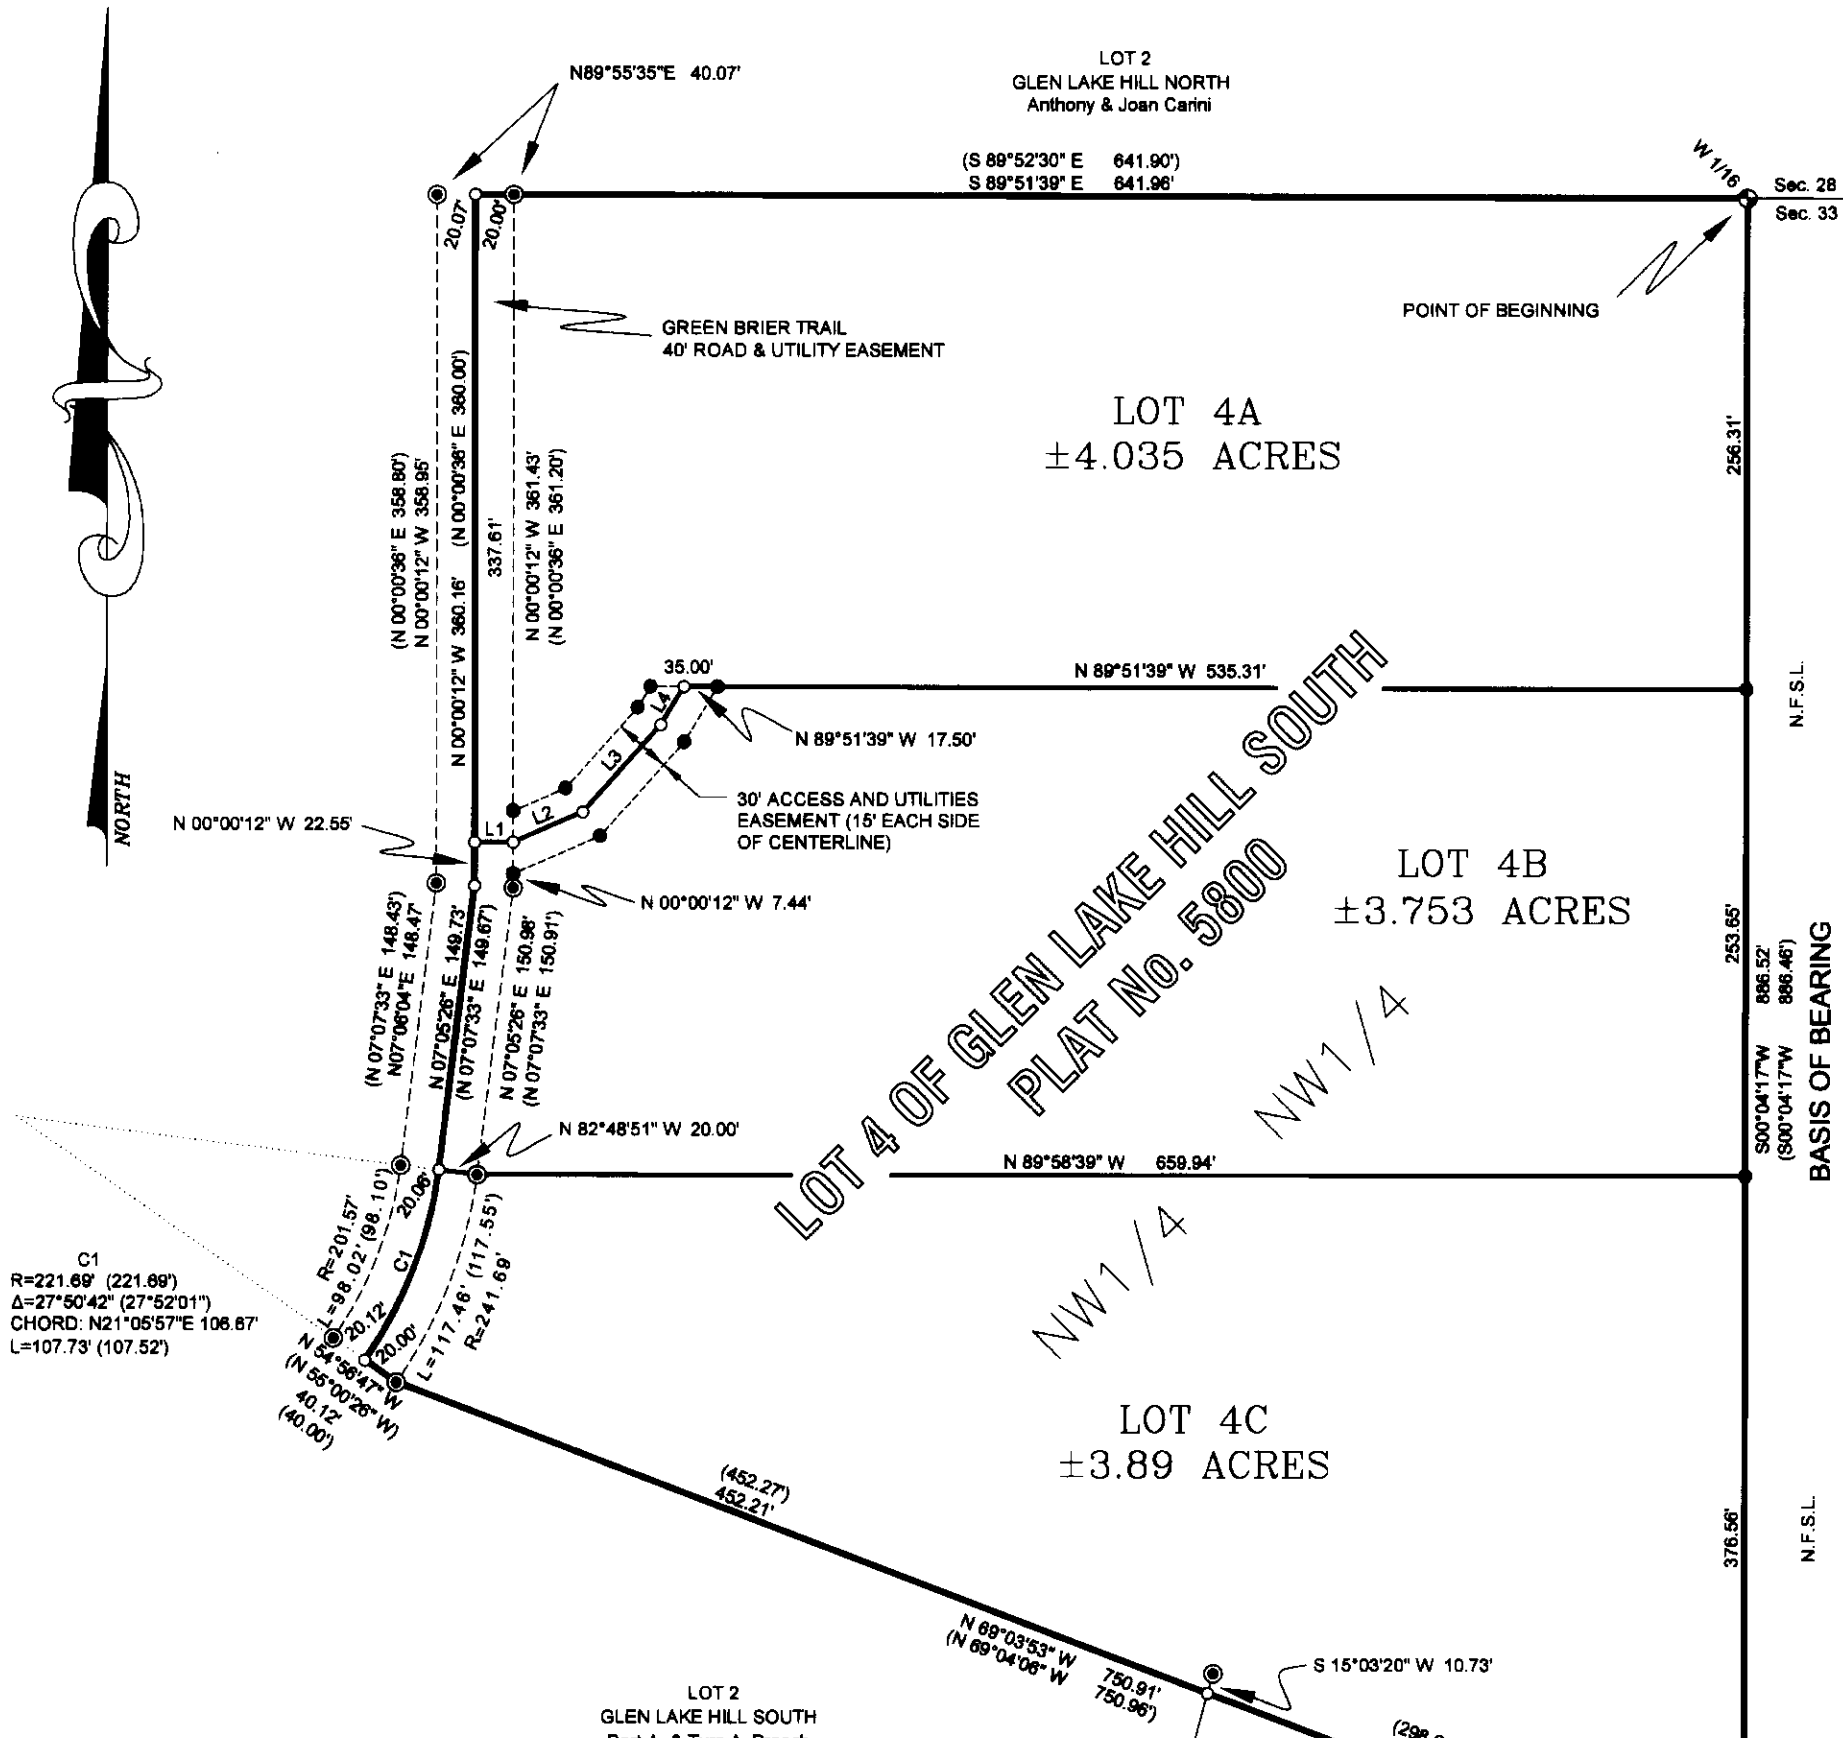 N89°55'35"E 40.07'
LOT 2
GLEN LAKE HILL NORTH
Anthony & Joan Carini
(S 89°52'30" E 641.90')
S 89°51'39" E 641.96'
W 1/16
Sec. 28
Sec. 33
20.07'
20.00'
POINT OF BEGINNING
GREEN BRIER TRAIL
40' ROAD & UTILITY EASEMENT
LOT 4A
±4.035 ACRES
256.31'
(N 00°00'36" E 358.80')
N 00°00'12" W 358.95'
N 00°00'12" W 360.16' (N 00°00'36" E 360.00')
337.61'
N 00°00'12" W 361.43'
(N 00°00'36" E 361.20')
35.00'
N 89°51'39" W 535.31'
N.F.S.L.
L4
N 89°51'39" W 17.50'
L3
NORTH
30' ACCESS AND UTILITIES
EASEMENT (15' EACH SIDE
OF CENTERLINE)
N 00°00'12" W 22.55'
L1
L2
LOT 4B
±3.753 ACRES
N 00°00'12" W 7.44'
LOT 4 OF GLEN LAKE HILL SOUTH
PLAT No. 5800
253.65'
S00°04'17"W 886.52'
(S00°04'17"W 886.46')
BASIS OF BEARING
(N 07°07'33" E 148.43')
N07°06'04"E 148.47'
N 07°05'26" E 149.73'
(N 07°07'33" E 149.67')
N 07°05'26" E 150.98'
(N 07°07'33" E 150.91')
NW1/4
N 82°48'51" W 20.00'
N 89°58'39" W 659.94'
20.06'
R=201.57'
L=98.02' (98.10')
C1
L=117.46' (117.55')
R=241.69'
NW1/4
C1
R=221.69' (221.69')
Δ=27°50'42" (27°52'01")
CHORD: N21°05'57"E 106.67'
L=107.73' (107.52')
20.12'
20.00'
N 54°56'47" W
(N 55°00'26" W)
40.12'
(40.00')
LOT 4C
±3.89 ACRES
(452.27')
452.21'
376.56'
N.F.S.L.
N 69°03'53" W 750.91'
(N 69°04'06" W 750.96')
S 15°03'20" W 10.73'
LOT 2
GLEN LAKE HILL SOUTH